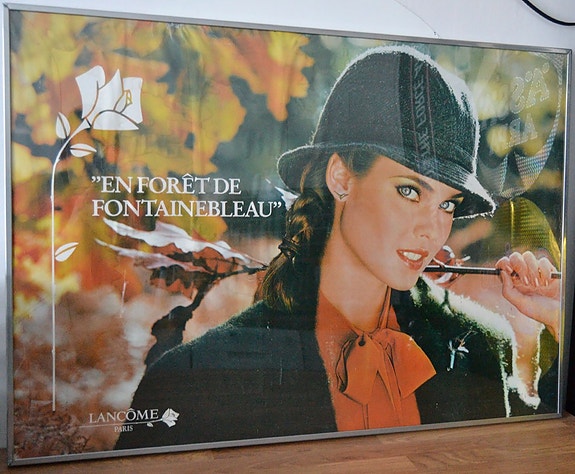 ”EN FORÊT DE
FONTAINEBLEAU”
LANCÔME
PARIS